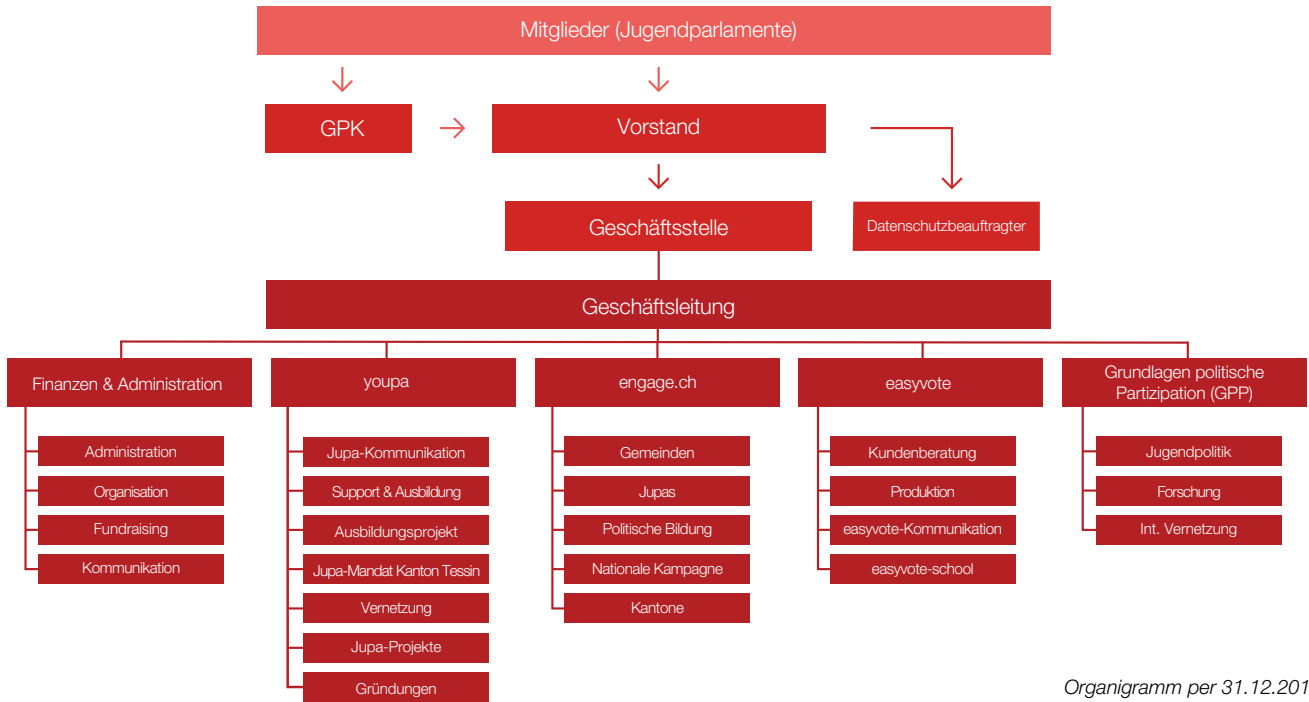 Mitglieder (Jugendparlamente)
GPK
Vorstand
Geschäftsstelle
Datenschutzbeauftragter
Geschäftsleitung
Finanzen & Administration
youpa
engage.ch
easyvote
Grundlagen politische
Partizipation (GPP)
Administration
Organisation
Fundraising
Kommunikation
Jupa-Kommunikation
Support & Ausbildung
Ausbildungsprojekt
Jupa-Mandat Kanton Tessin
Vernetzung
Jupa-Projekte
Gründungen
Gemeinden
Jupas
Politische Bildung
Nationale Kampagne
Kantone
Kundenberatung
Produktion
easyvote-Kommunikation
easyvote-school
Jugendpolitik
Forschung
Int. Vernetzung
Organigramm per 31.12.201